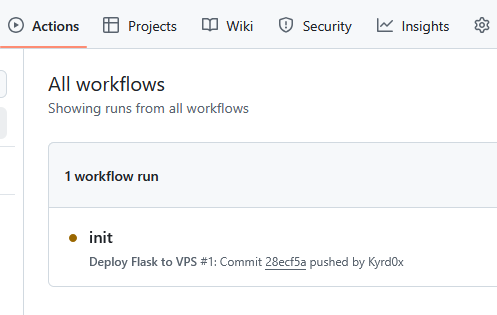 Actions Projects Wiki Security Insights
All workflows
Showing runs from all workflows
1 workflow run
init
Deploy Flask to VPS #1: Commit 28ecf5a pushed by Kyrd0x